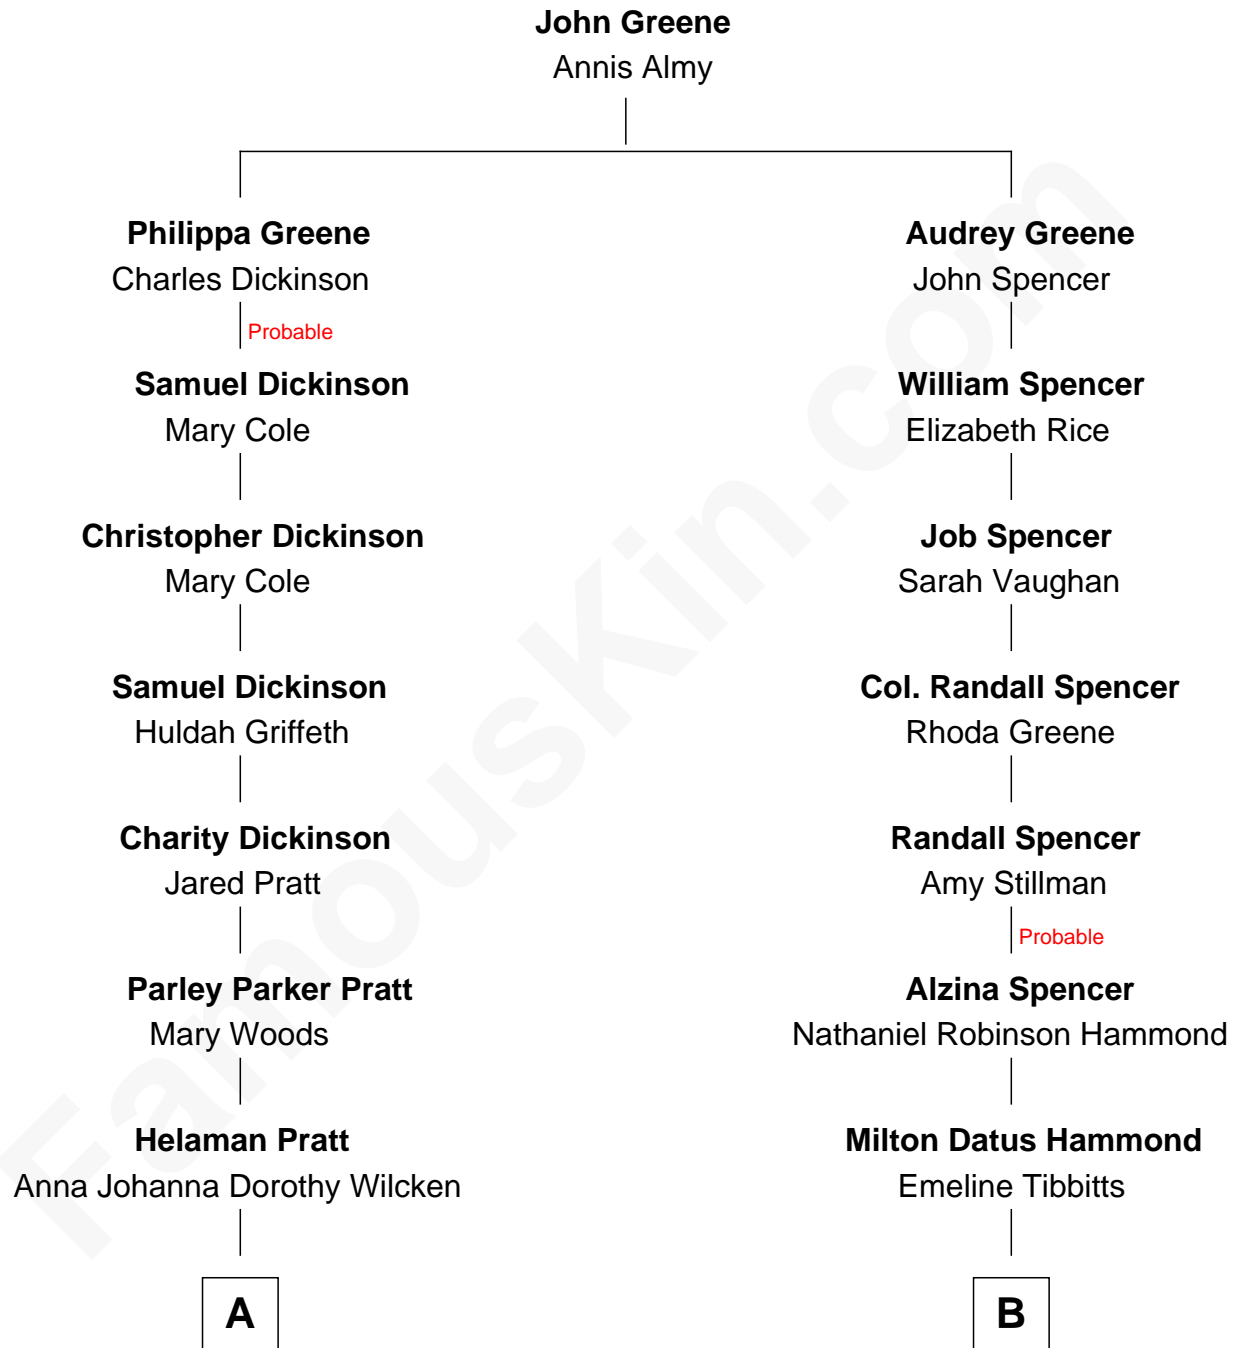 John Greene
Annis Almy
Philippa Greene
Charles Dickinson
Probable
Samuel Dickinson
Mary Cole
Christopher Dickinson
Mary Cole
Samuel Dickinson
Huldah Griffeth
Charity Dickinson
Jared Pratt
Parley Parker Pratt
Mary Woods
Helaman Pratt
Anna Johanna Dorothy Wilcken
A
Audrey Greene
John Spencer
William Spencer
Elizabeth Rice
Job Spencer
Sarah Vaughan
Col. Randall Spencer
Rhoda Greene
Randall Spencer
Amy Stillman
Probable
Alzina Spencer
Nathaniel Robinson Hammond
Milton Datus Hammond
Emeline Tibbitts
B
FamousKin.com